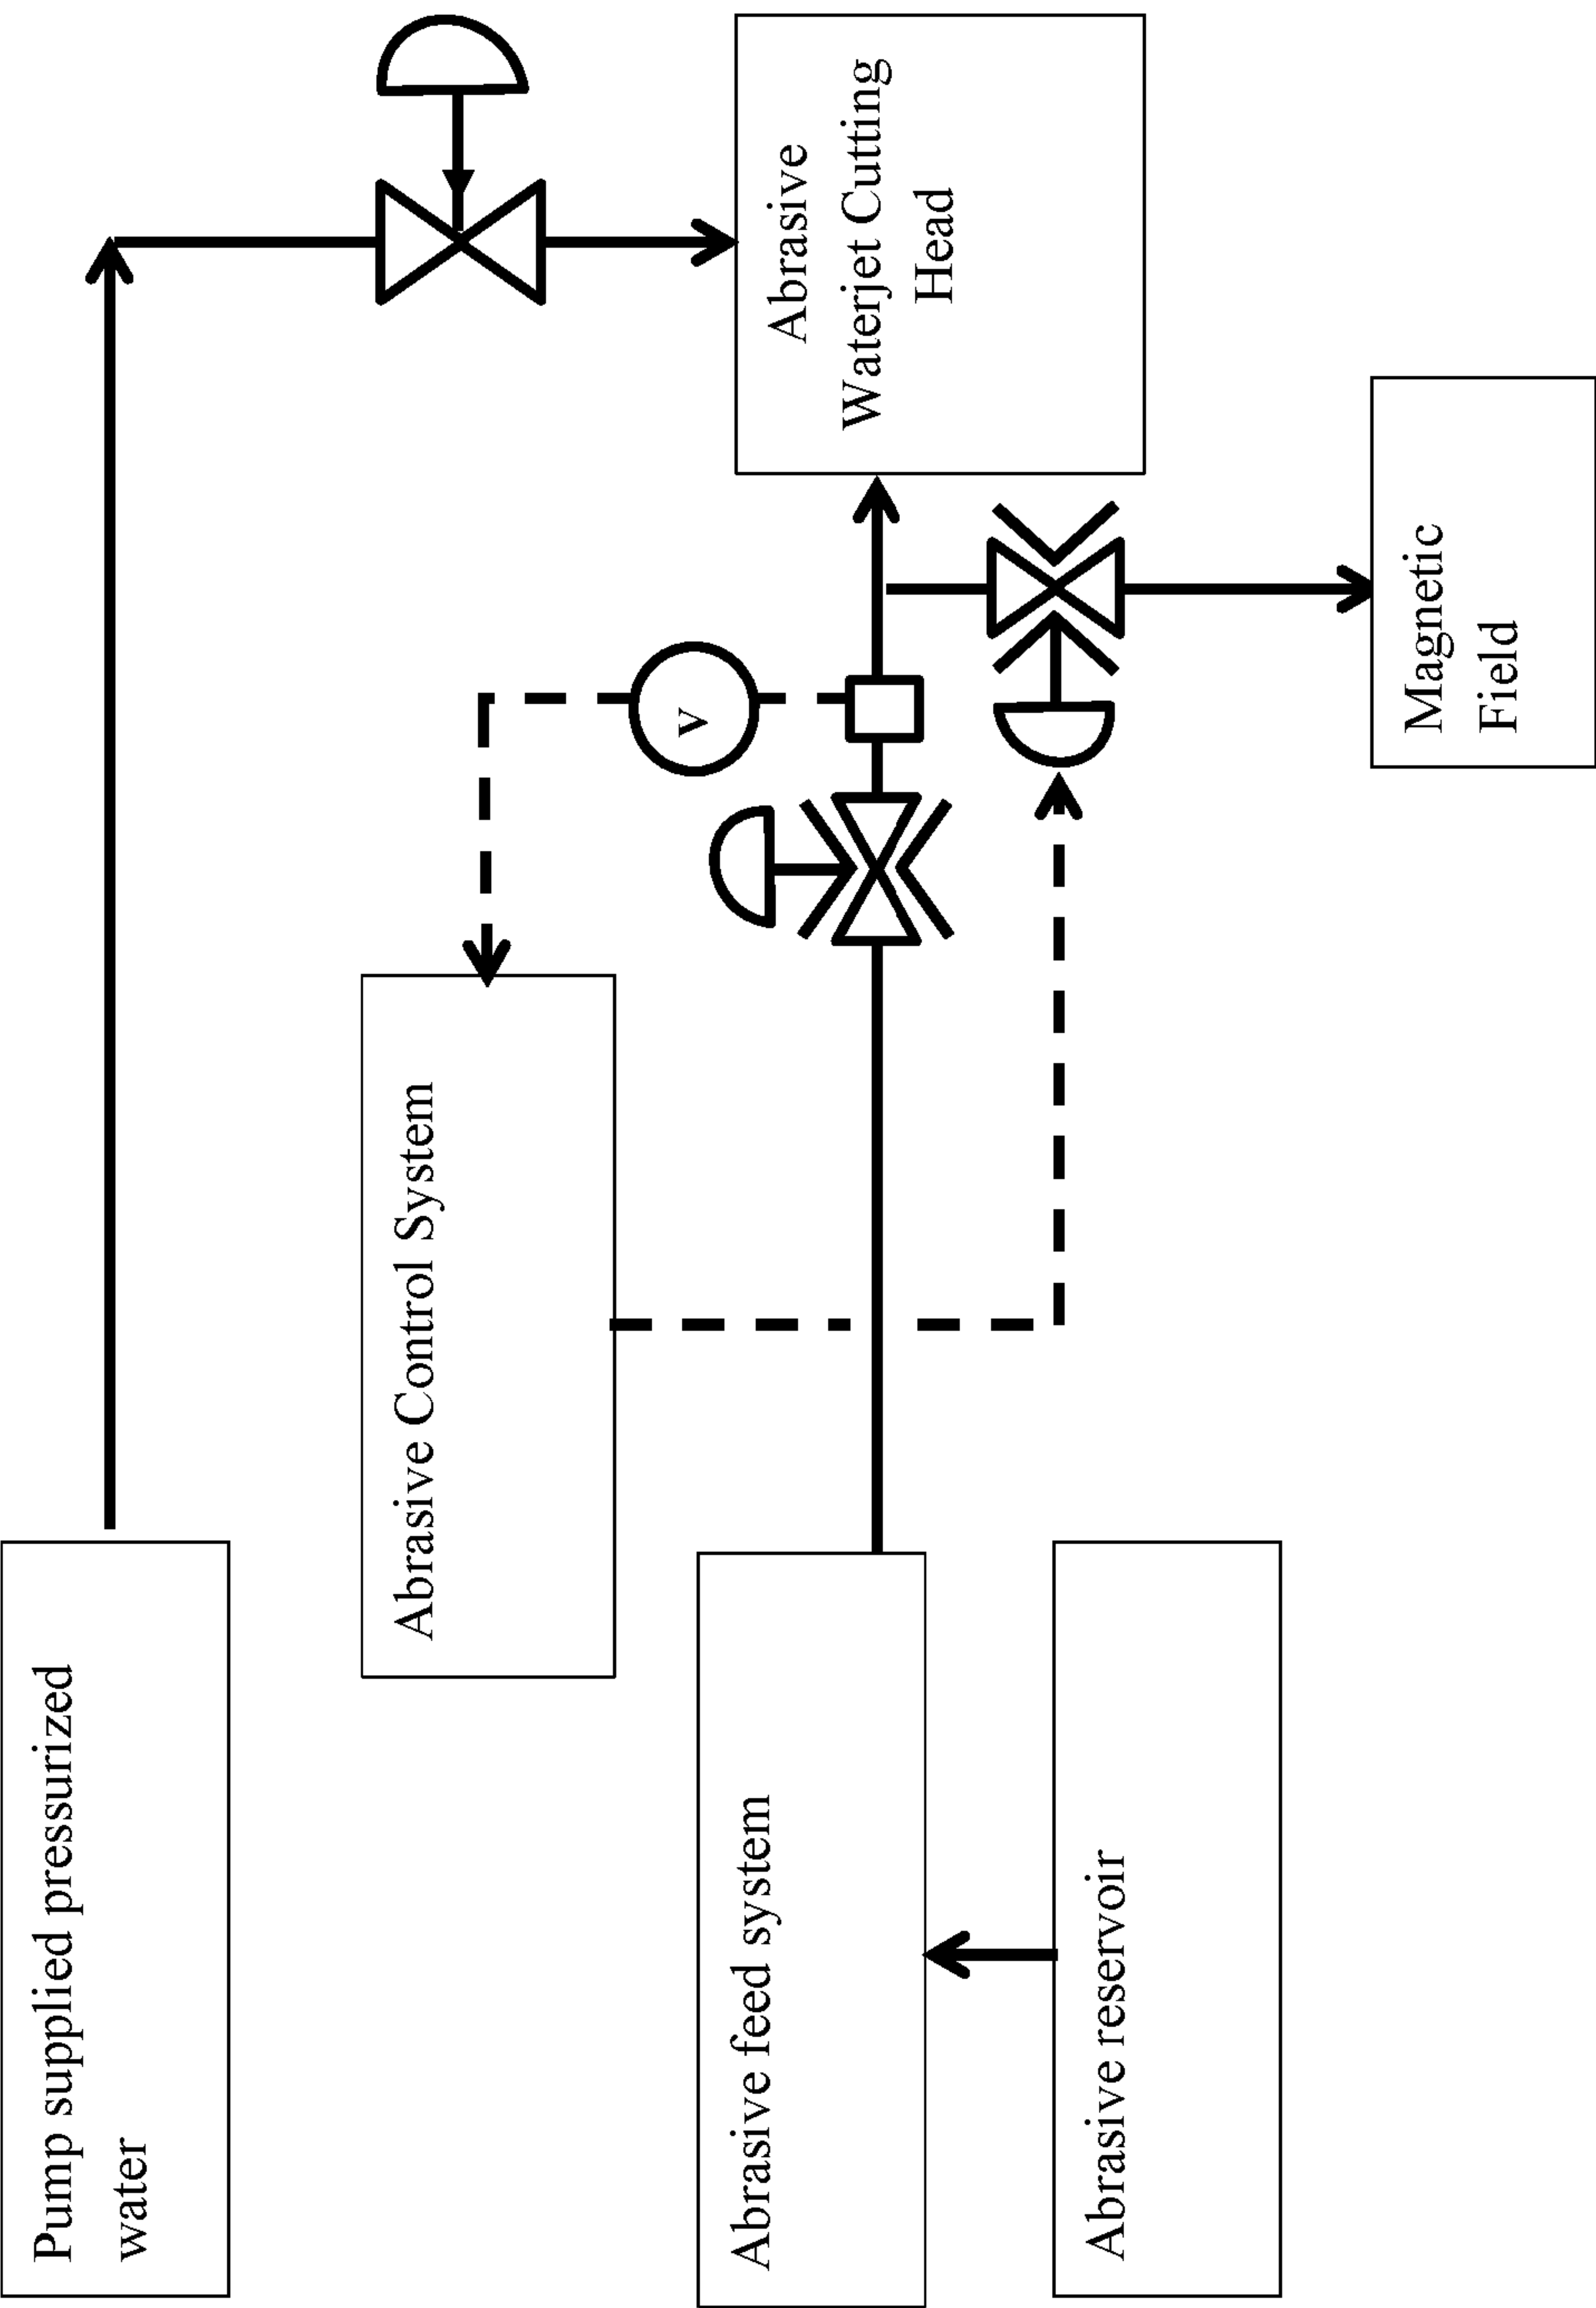 Pump supplied pressurized
water
Abrasive Control System
v
Abrasive
Waterjet Cutting
Head
Abrasive feed system
Abrasive reservoir
Magnetic
Field